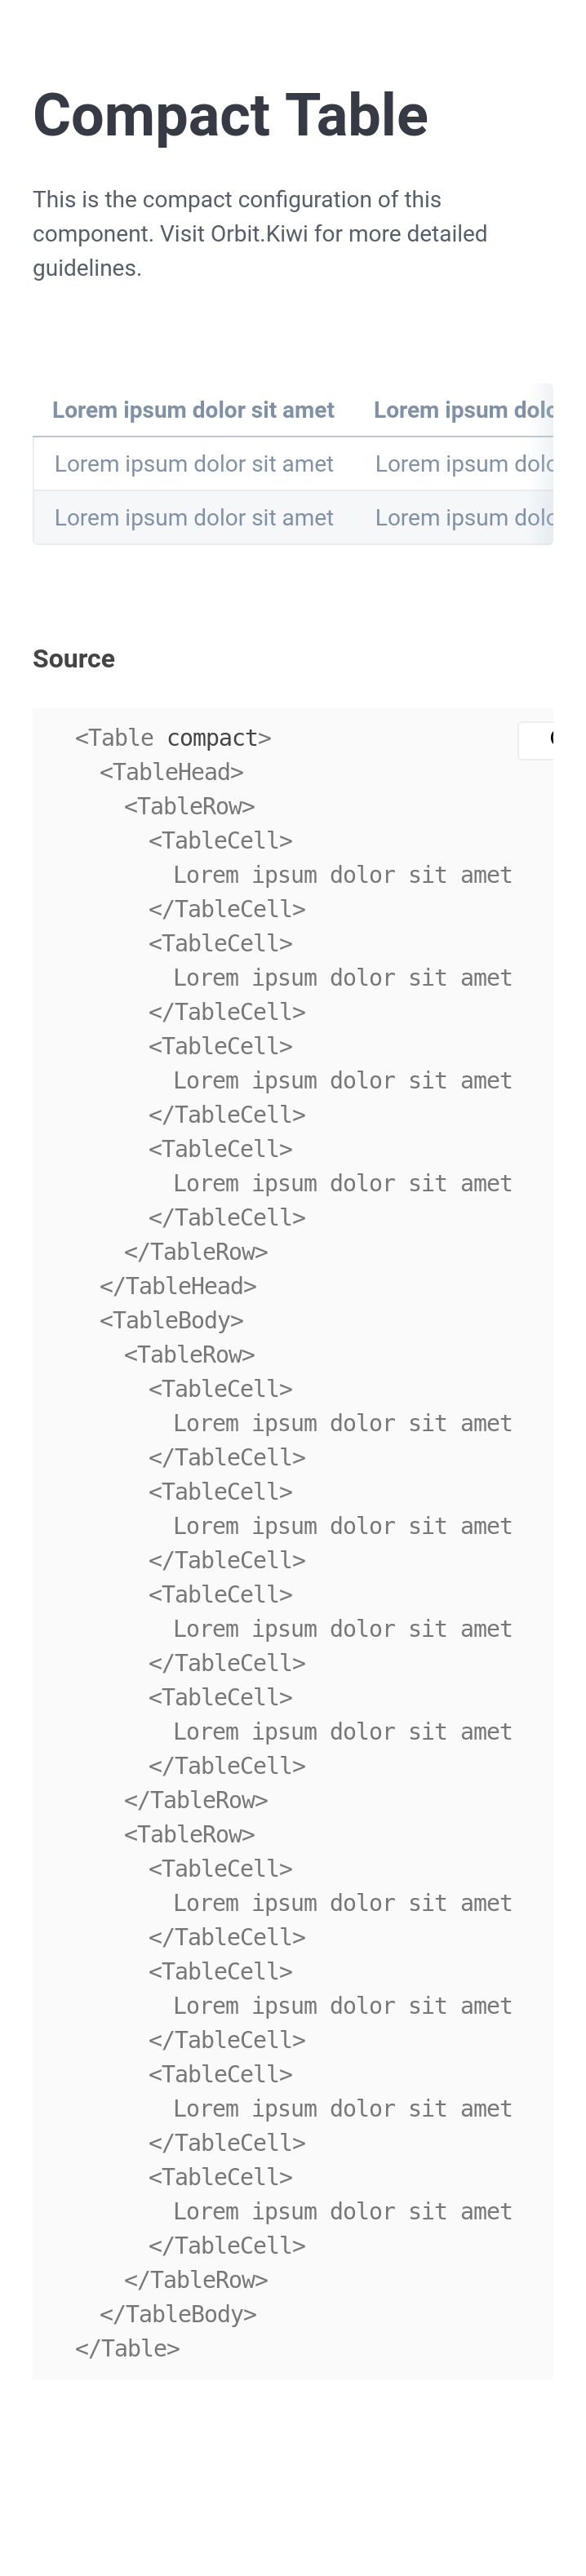 Compact Table
This is the compact configuration of this
component. Visit Orbit.Kiwi for more detailed
guidelines.
Lorem ipsum dolor sit amet Lorem ipsum
Lorem ipsum dolor sit amet Lorem ipsum
Lorem ipsum dolor sit amet Lorem ipsum
Source
<Table compact>
<TableHead>
<TableRow>
<TableCell>
Lorem ipsum dolor sit amet
</TableCell>
<TableCell>
Lorem ipsum dolor sit amet
</TableCell>
<TableCell>
Lorem ipsum dolor sit amet
</TableCell>
<TableCell>
Lorem ipsum dolor sit amet
</TableCell>
</TableRow>
</TableHead>
<TableBody>
<TableRow>
<TableCell>
Lorem ipsum dolor sit amet
</TableCell>
<TableCell>
Lorem ipsum dolor sit amet
</TableCell>
<TableCell>
Lorem ipsum dolor sit amet
</TableCell>
<TableCell>
Lorem ipsum dolor sit amet
</TableCell>
</TableRow>
<TableRow>
<TableCell>
Lorem ipsum dolor sit amet
</TableCell>
<TableCell>
Lorem ipsum dolor sit amet
</TableCell>
<TableCell>
Lorem ipsum dolor sit amet
</TableCell>
<TableCell>
Lorem ipsum dolor sit amet
</TableCell>
</TableRow>
</TableBody>
</Table>